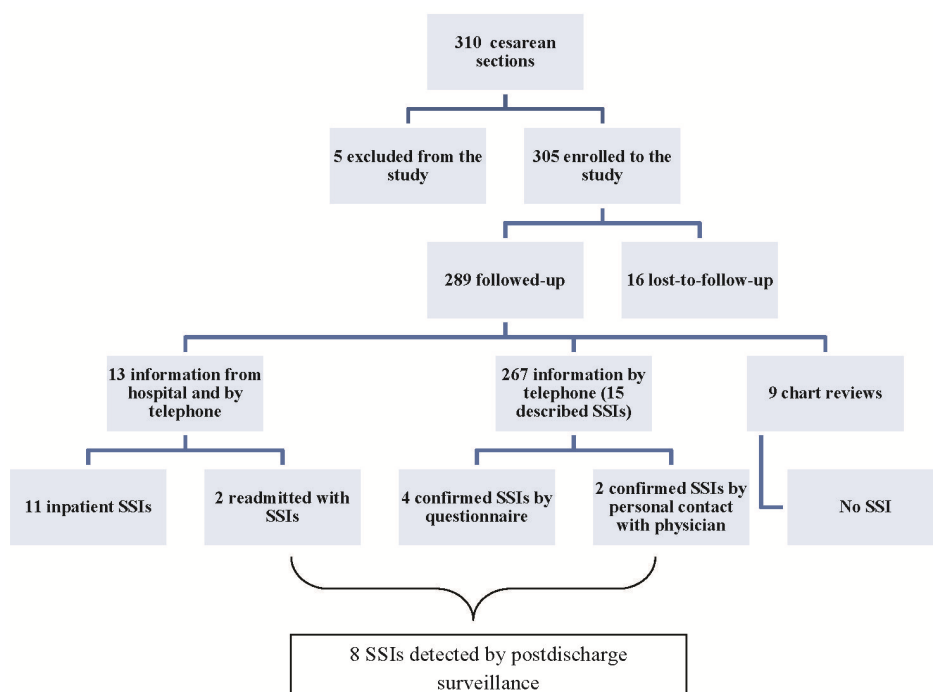 310 cesarean
sections
5 excluded from the
study
305 enrolled to the
study
289 followed-up
16 lost-to-follow-up
13 information from
hospital and by
telephone
267 information by
telephone (15
described SSIs)
9 chart reviews
11 inpatient SSIs
2 readmitted with
SSIs
4 confirmed SSIs by
questionnaire
2 confirmed SSIs by
personal contact
with physician
No SSI
8 SSIs detected by postdischarge
surveillance